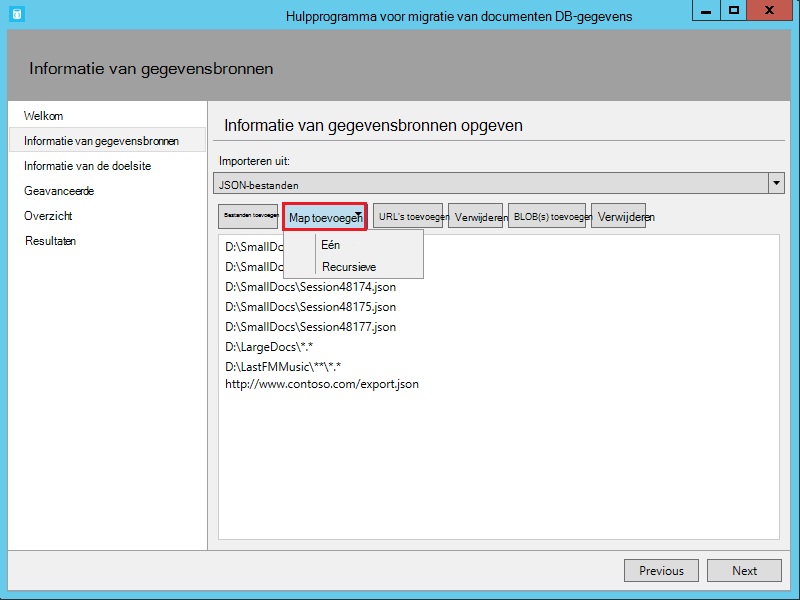 Hulpprogramma voor migratie van documenten DB-gegevens
Informatie van gegevensbronnen
Welkom
Informatie van gegevensbronnen
Informatie van de doelsite
Geavanceerde
Overzicht
Resultaten
Informatie van gegevensbronnen opgeven
Importeren uit:
JSON-bestanden
Bestanden toevoegen Map toevoegen URL's toevoegen Verwijderen BLOB(s) toevoegen Verwijderen
Eén
Recursieve
D:\SmallDoc
D:\SmallDoc
D:\SmallDocs\Session48174.json
D:\SmallDocs\Session48175.json
D:\SmallDocs\Session48177.json
D:\LargeDocs\*.*
D:\LastFMMusic\**\*.*
http://www.contoso.com/export.json
Previous Next